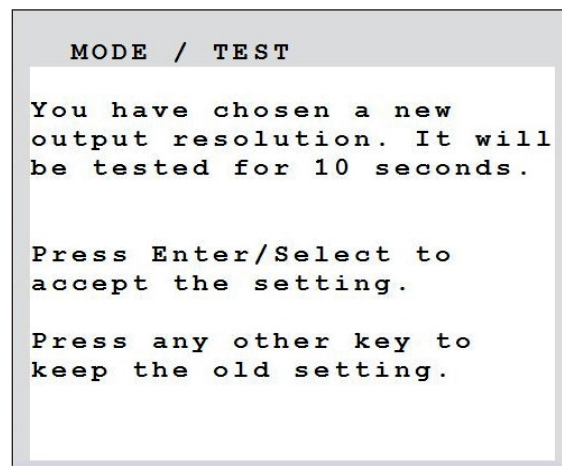 MODE / TEST
You have chosen a new
output resolution. It will
be tested for 10 seconds.
Press Enter/Select to
accept the setting.
Press any other key to
keep the old setting.